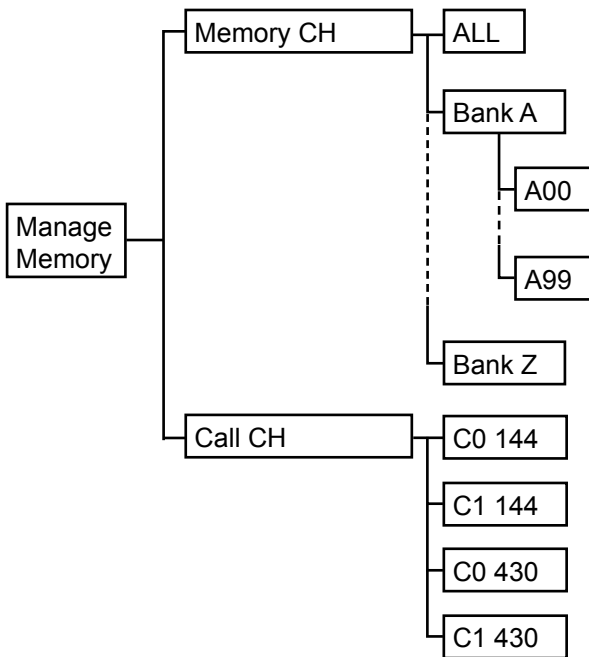 Memory CH
ALL
Bank A
A00
Manage
Memory
A99
Bank Z
Call CH
C0 144
C1 144
C0 430
C1 430